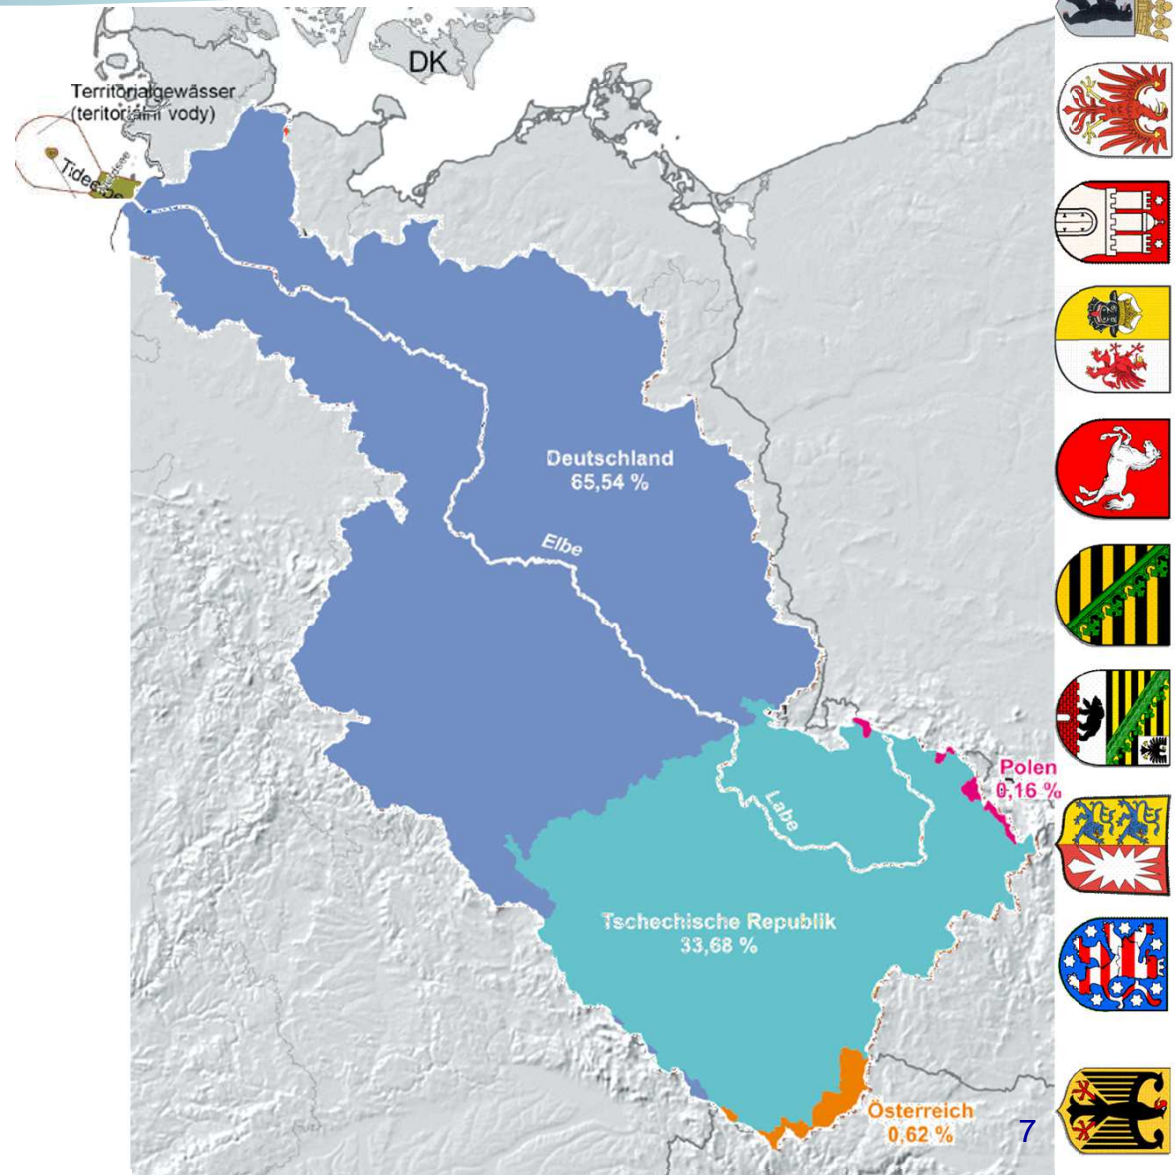 DK
Territorialgewässer
(teritoriální vody)
Deutschland
65,54 %
Elbe
Polen
0,16 %
Labe
Tschechische Republik
33,68 %
Österreich
0,62 %
7